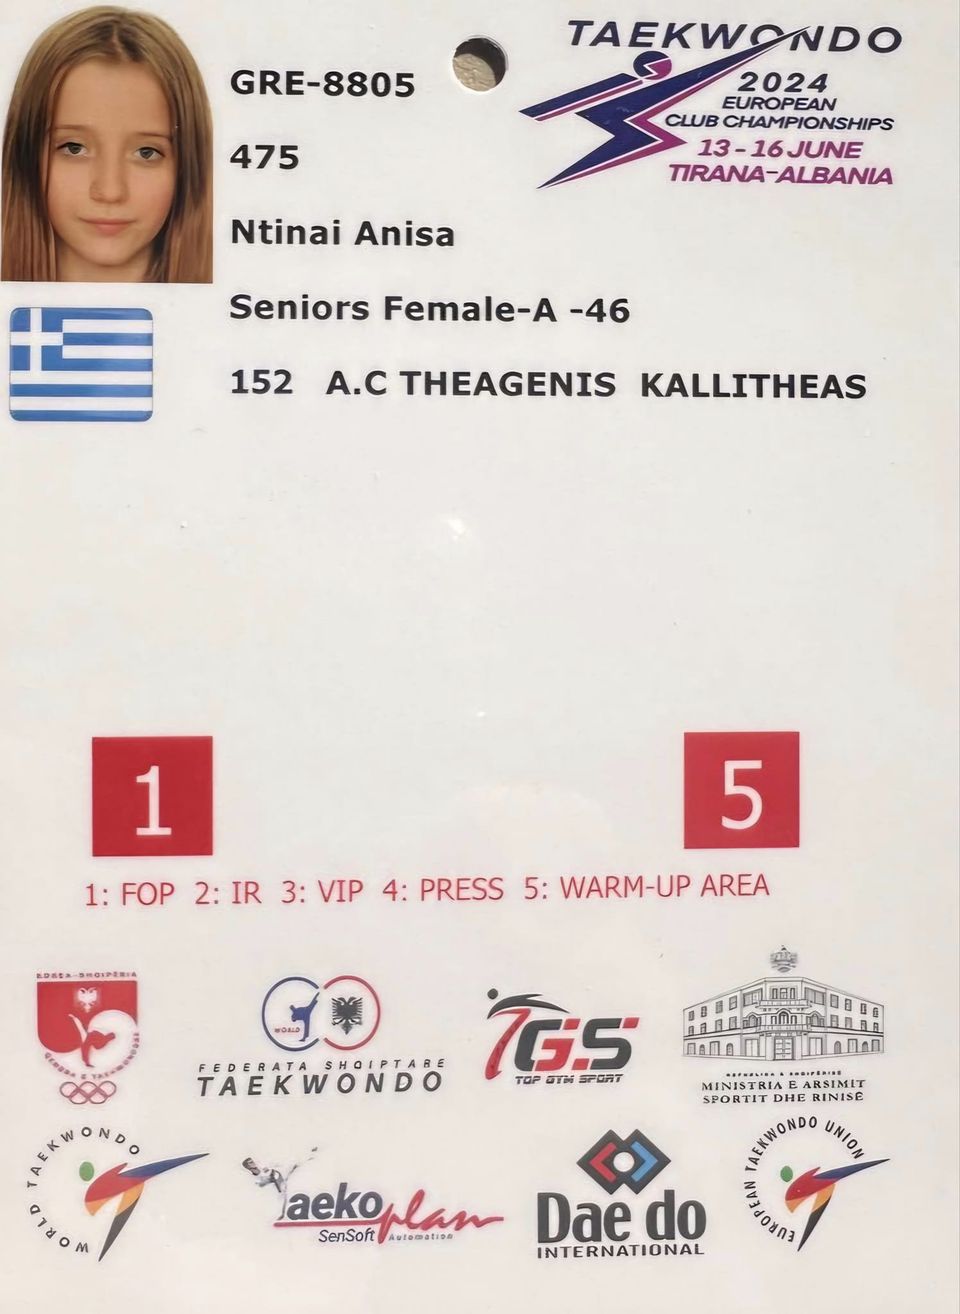 GRE-8805
475
Ntinai Anisa
Seniors Female-A -46
152 A.C THEAGENIS KALLITHEAS
TAEKWONDO
2024
EUROPEAN
CLUB CHAMPIONSHIPS
13-16 JUNE
TIRANA-ALBANIA
1
5
1: FOP 2: IR 3: VIP 4: PRESS 5: WARM-UP AREA
WORLD
FEDERATA SHQIPTARE
TAEKWONDO
TGS
TOP GYM SPORT
MINISTRIA E ARSIMIT
SPORTIT DHE RINISË
WORLD TAEKWONDO
Taekoplan
SenSoft Automation
Dae do
INTERNATIONAL
EUROPEAN TAEKWONDO UNION